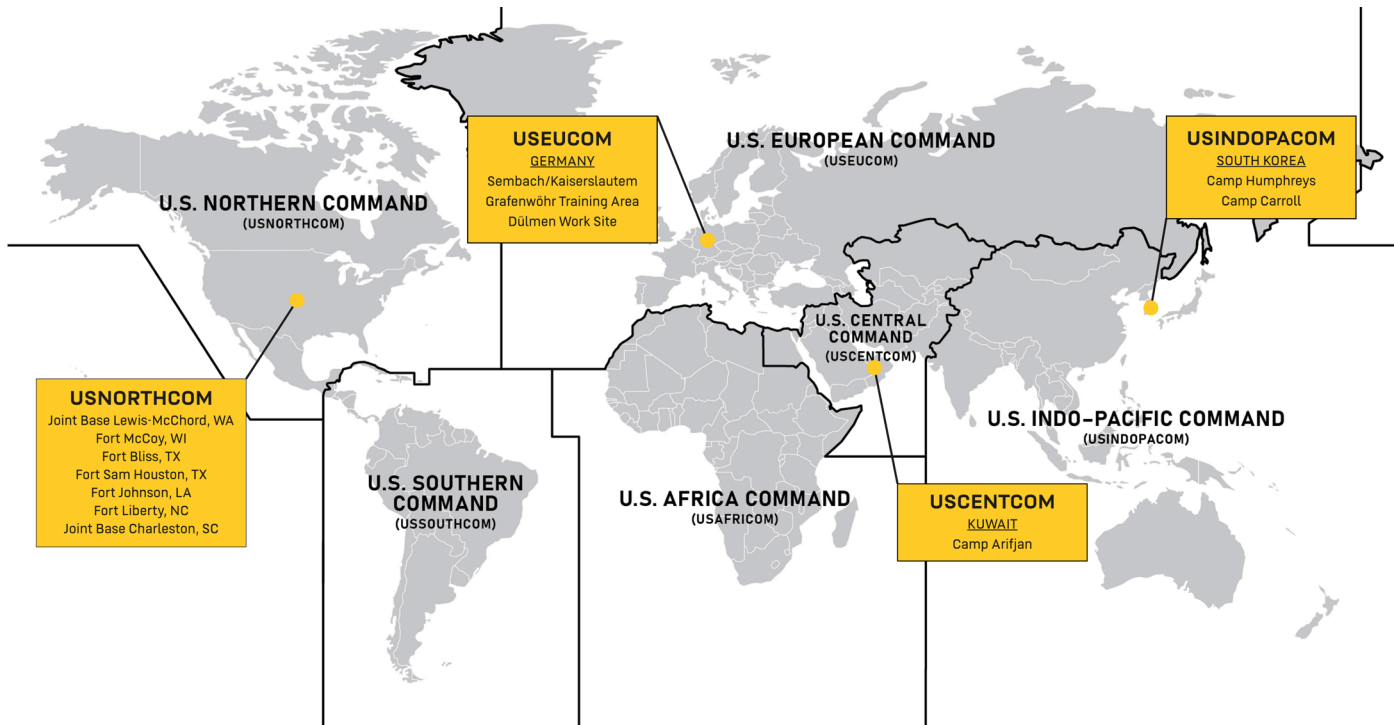 U.S. NORTHERN COMMAND
(USNORTHCOM)
USEUCOM
GERMANY
Sembach/Kaiserslautem
Grafenwöhr Training Area
Dülmen Work Site
U.S. EUROPEAN COMMAND
(USEUCOM)
USINDOPACOM
SOUTH KOREA
Camp Humphreys
Camp Carroll
U.S. CENTRAL
COMMAND
(USCENTCOM)
USNORTHCOM
Joint Base Lewis-McChord, WA
Fort McCoy, WI
Fort Bliss, TX
Fort Sam Houston, TX
Fort Johnson, LA
Fort Liberty, NC
Joint Base Charleston, SC
U.S. SOUTHERN
COMMAND
(USSOUTHCOM)
U.S. AFRICA COMMAND
(USAFRICOM)
U.S. INDO-PACIFIC COMMAND
(USINDOPACOM)
USCENTCOM
KUWAIT
Camp Arifjan